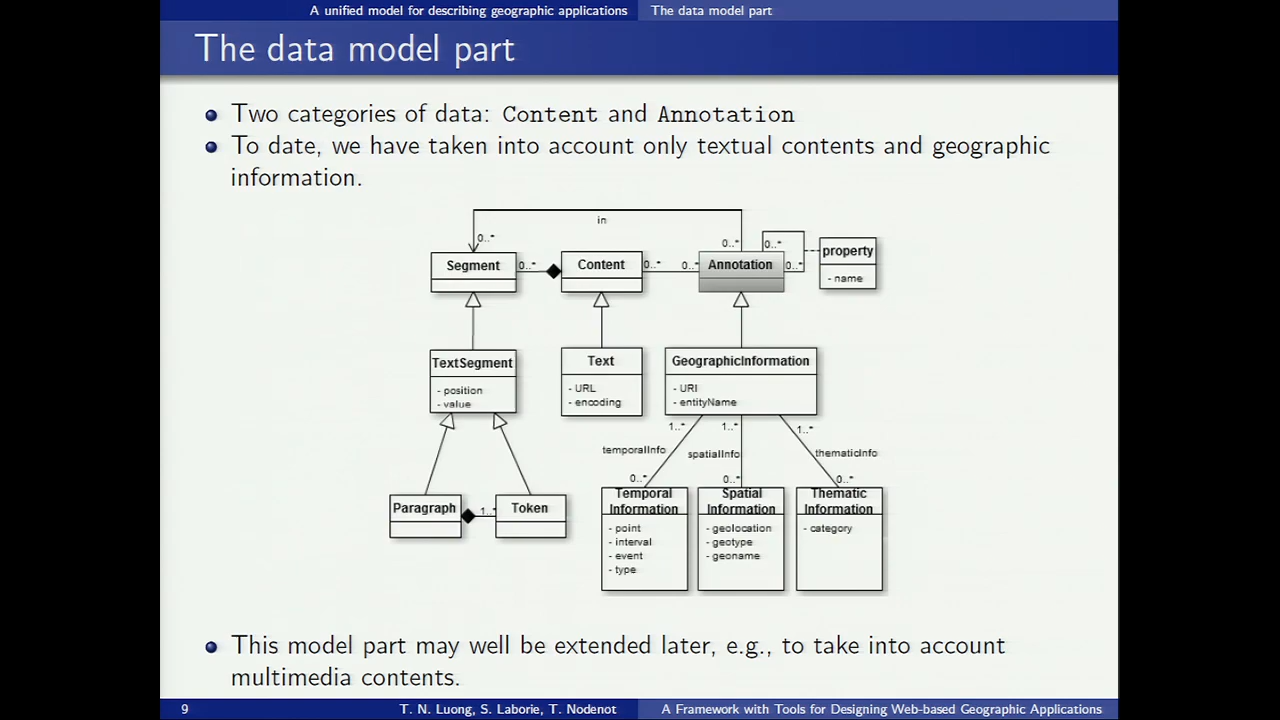 A unified model for describing geographic applications
The data model part
The data model part
Two categories of data: Content and Annotation
To date, we have taken into account only textual contents and geographic
information.
in
0..*
0..*
0..*
0..*
property
- name
Segment
0..*
Content
0..*
0..*
Annotation
0..*
TextSegment
- position
- value
Text
- URL
- encoding
GeographicInformation
- URI
- entityName
1..*
1..*
1..*
temporalInfo
spatialInfo
thematicInfo
0..*
0..*
0..*
Paragraph
1..*
Token
Temporal
Information
- point
- interval
- event
- type
Spatial
Information
- geolocation
- geotype
- geoname
Thematic
Information
- category
This model part may well be extended later, e.g., to take into account
multimedia contents.
9
T. N. Luong, S. Laborie, T. Nodenot
A Framework with Tools for Designing Web-based Geographic Applications